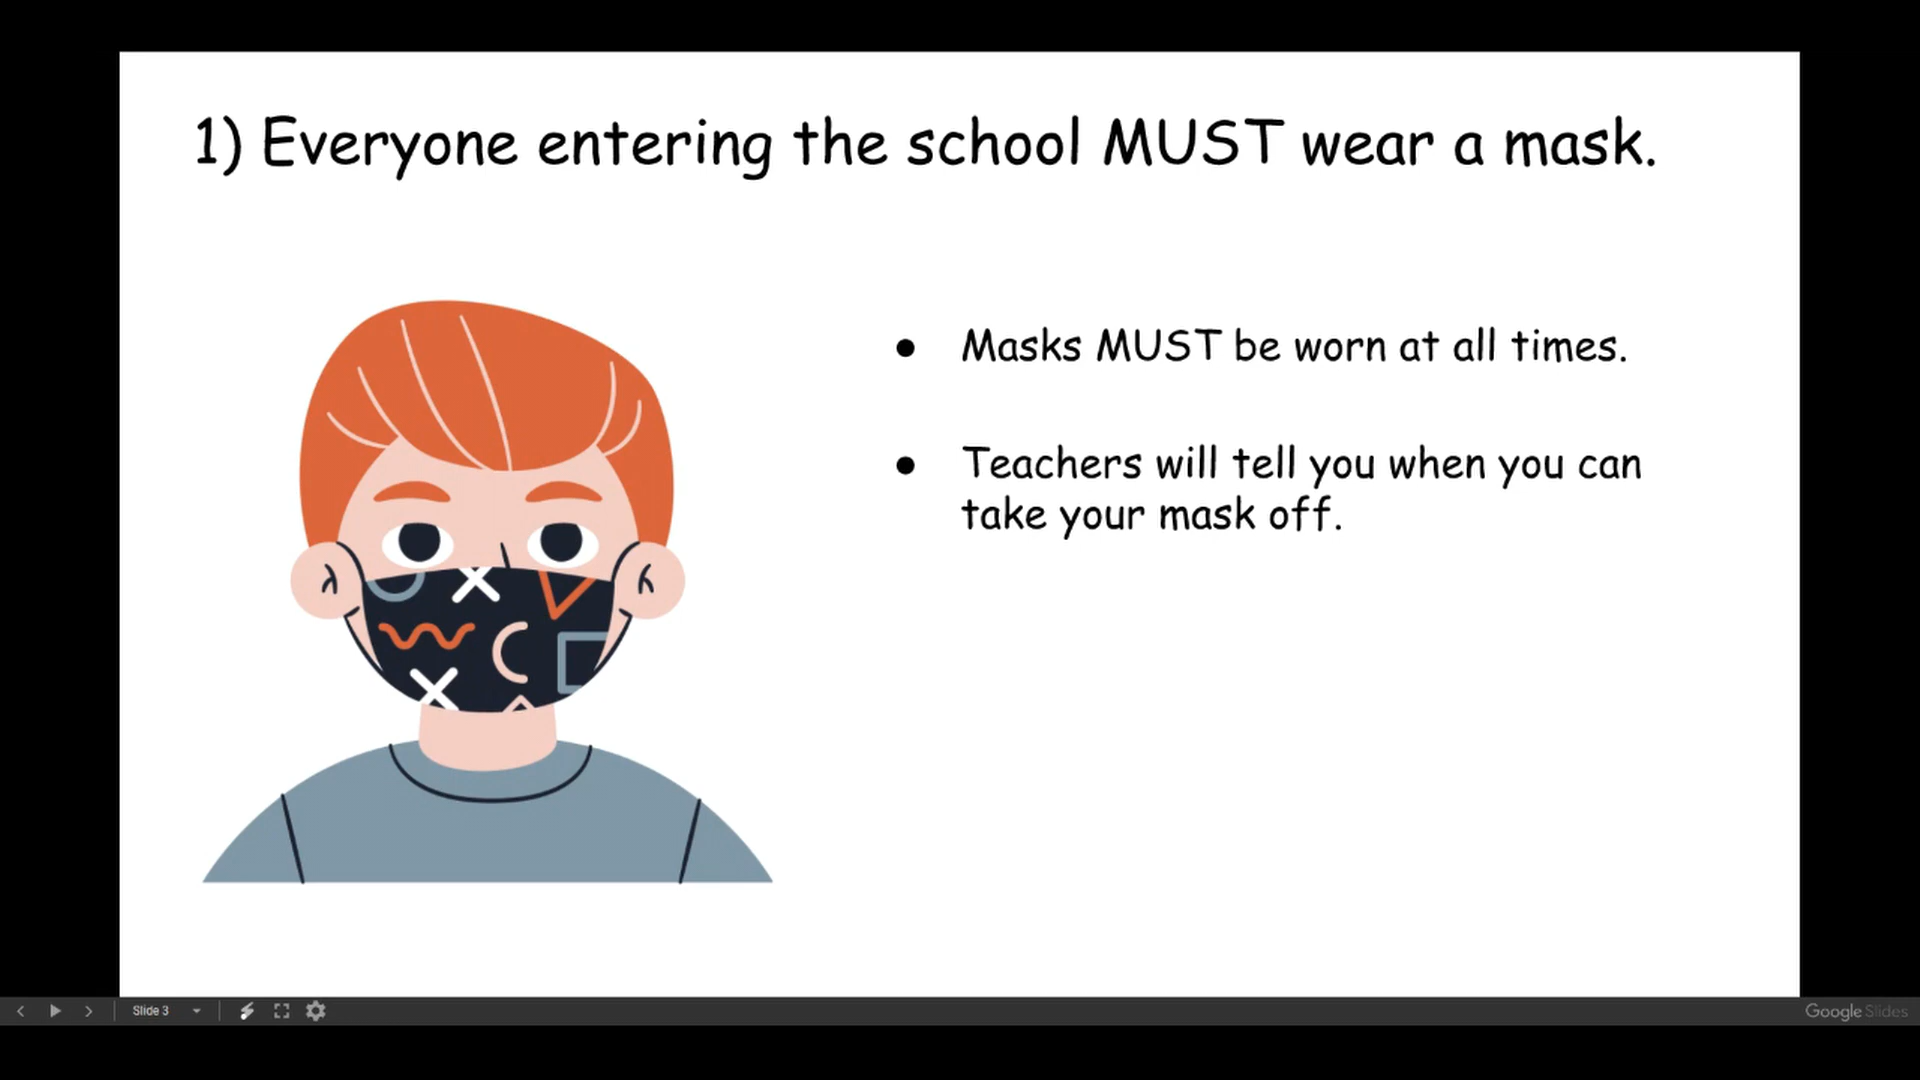 1) Everyone entering the school MUST wear a mask.
● Masks MUST be worn at all times.
● Teachers will tell you when you can
take your mask off.
Slide 3
Google Slides